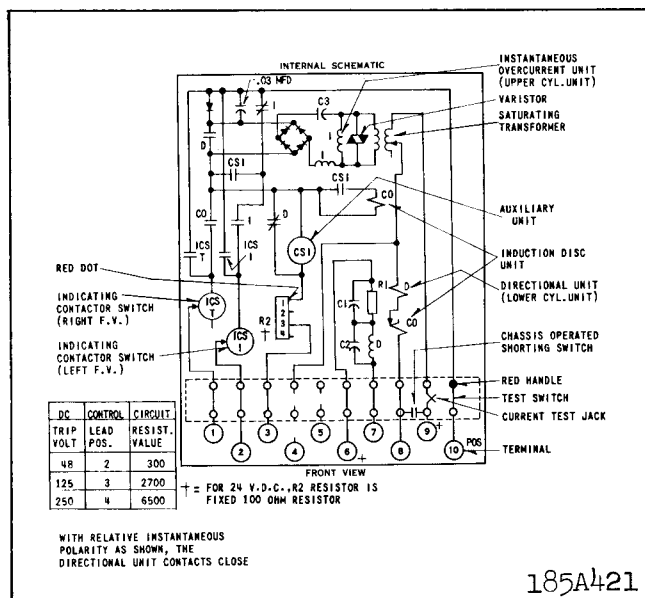 INTERNAL SCHEMATIC
.03 MFD
INSTANTANEOUS
OVERCURRENT UNIT
(UPPER CYL.UNIT)
VARISTOR
SATURATING
TRANSFORMER
C3
I
I
I
D
CS1
CS1
CO
AUXILIARY
UNIT
CO
I
D
CS1
ICS
T
ICS
I
INDUCTION DISC
UNIT
RED DOT
R1
D
DIRECTIONAL UNIT
(LOWER CYL.UNIT)
C1
INDICATING
CONTACTOR SWITCH
(RIGHT F.V.)
ICS
T
R2
1
2
3
4
CO
CHASSIS OPERATED
SHORTING SWITCH
INDICATING
CONTACTOR SWITCH
(LEFT F.V.)
ICS
I
C2
D
RED HANDLE
TEST SWITCH
CURRENT TEST JACK
TERMINAL
1 2 3 4 5 6 + 7 8 9 + 10 POS
FRONT VIEW
DC CONTROL CIRCUIT
TRIP LEAD RESIST.
VOLT POS. VALUE
48 2 300
125 3 2700
250 4 6500
† = FOR 24 V.D.C.,R2 RESISTOR IS
FIXED 100 OHM RESISTOR
WITH RELATIVE INSTANTANEOUS
POLARITY AS SHOWN, THE
DIRECTIONAL UNIT CONTACTS CLOSE
185A421